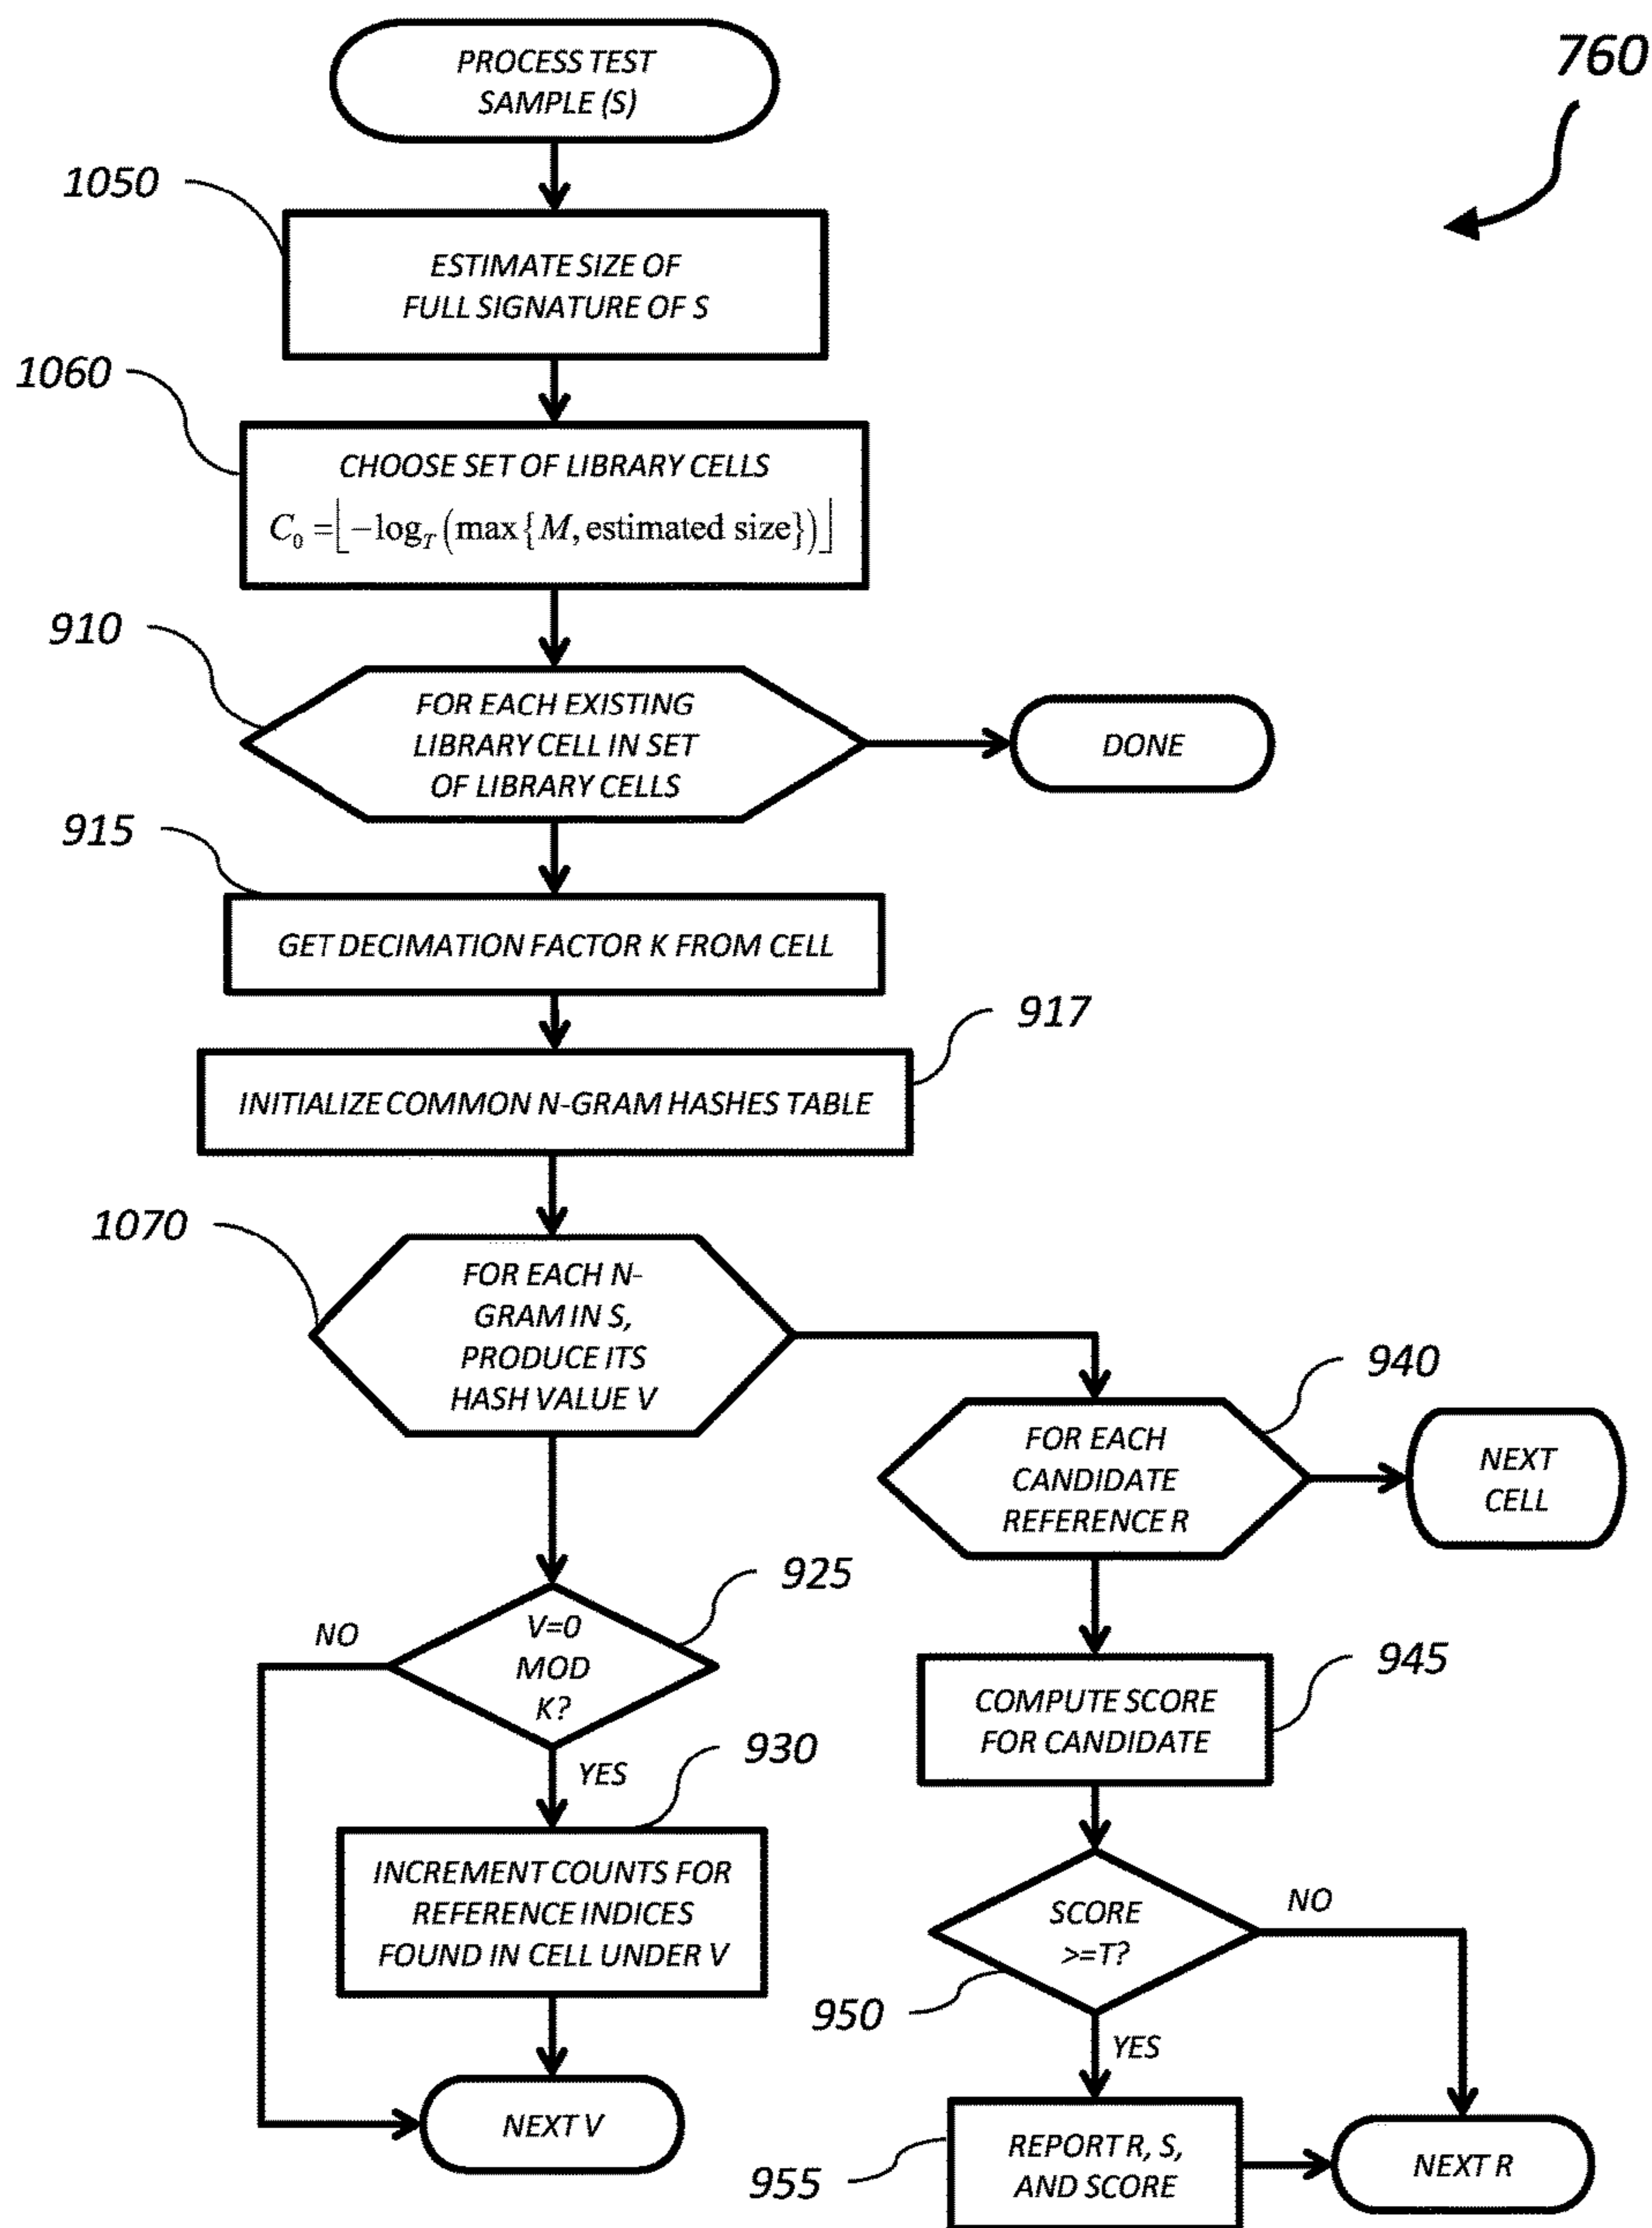 760
PROCESS TEST
SAMPLE (S)
1050
ESTIMATE SIZE OF
FULL SIGNATURE OF S
1060
CHOOSE SET OF LIBRARY CELLS
C₀ = ⌊−log_T (max{M, estimated size})⌋
910
FOR EACH EXISTING
LIBRARY CELL IN SET
OF LIBRARY CELLS
DONE
915
GET DECIMATION FACTOR K FROM CELL
917
INITIALIZE COMMON N-GRAM HASHES TABLE
1070
FOR EACH N-
GRAM IN S,
PRODUCE ITS
HASH VALUE V
940
FOR EACH
CANDIDATE
REFERENCE R
NEXT
CELL
925
NO
V=0
MOD
K?
YES
930
INCREMENT COUNTS FOR
REFERENCE INDICES
FOUND IN CELL UNDER V
NEXT V
945
COMPUTE SCORE
FOR CANDIDATE
SCORE
>=T?
NO
950
YES
955
REPORT R, S,
AND SCORE
NEXT R